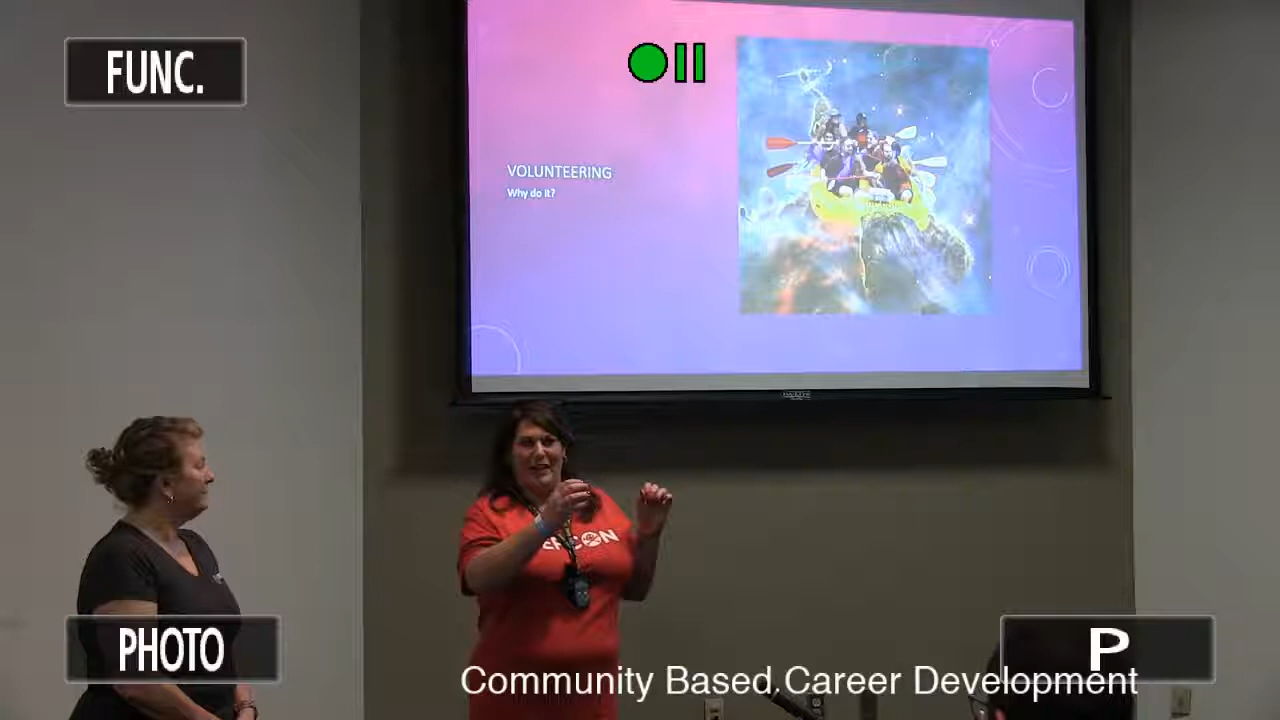 FUNC.
VOLUNTEERING
Why do it?
PHOTO
P
Community Based Career Development